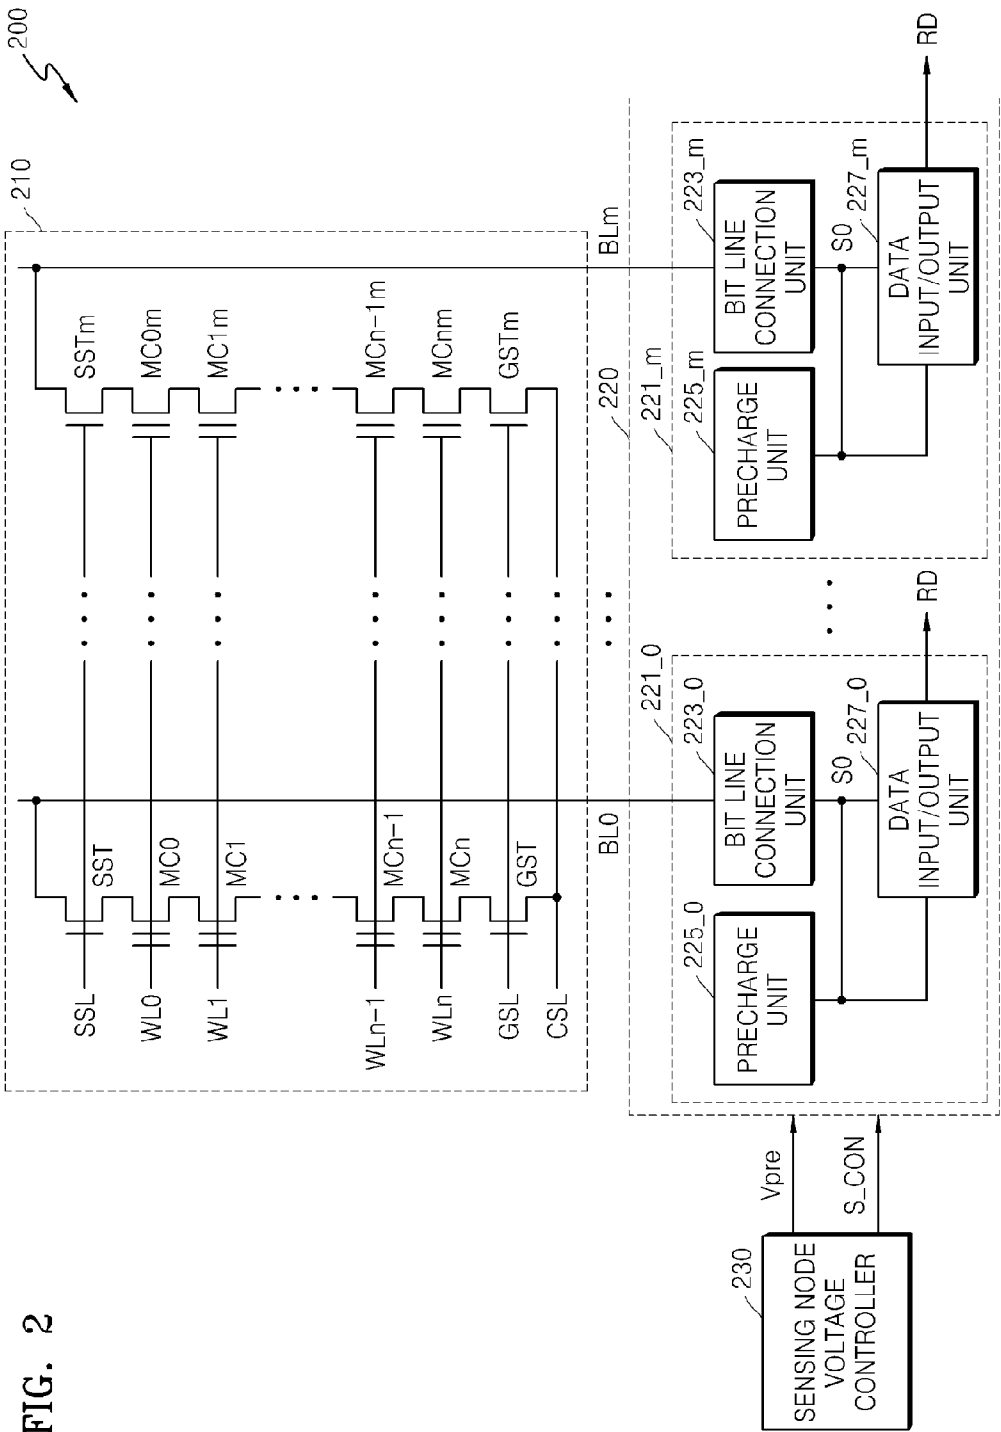 FIG. 2
200
210
SSL
WL0
WL1
WLn-1
WLn
GSL
CSL
SST
MC0
MC1
MCn-1
MCn
GST
SSTm
MC0m
MC1m
MCn-1m
MCnm
GSTm
BL0
BLm
220
221_0
221_m
223_0
BIT LINE
CONNECTION
UNIT
225_0
PRECHARGE
UNIT
S0
227_0
DATA
INPUT/OUTPUT
UNIT
RD
223_m
BIT LINE
CONNECTION
UNIT
225_m
PRECHARGE
UNIT
S0
227_m
DATA
INPUT/OUTPUT
UNIT
RD
230
SENSING NODE
VOLTAGE
CONTROLLER
Vpre
S_CON